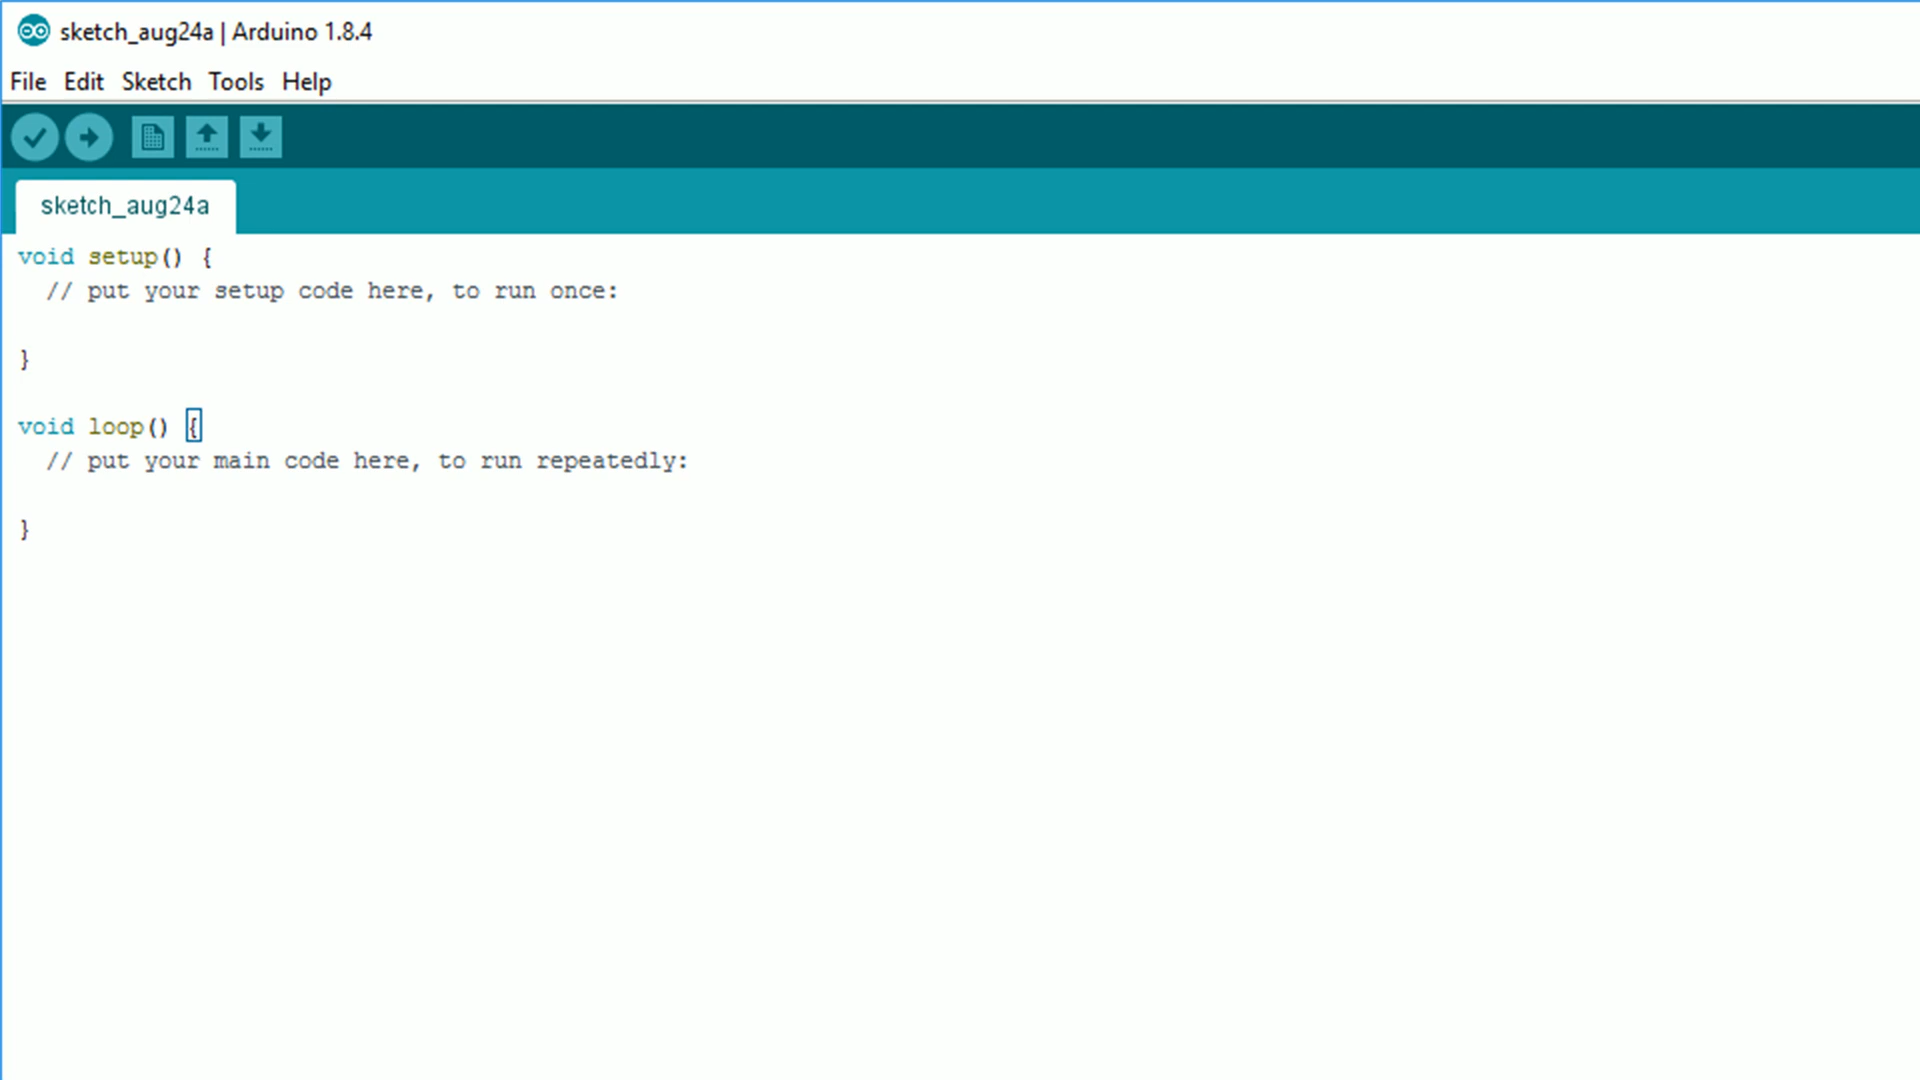 sketch_aug24a | Arduino 1.8.4
File Edit Sketch Tools Help
sketch_aug24a
void setup() {
  // put your setup code here, to run once:
}
void loop() {
  // put your main code here, to run repeatedly:
}